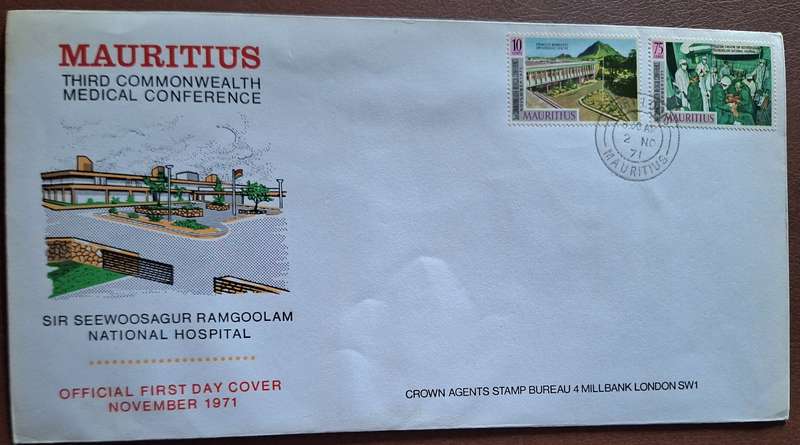 MAURITIUS
THIRD COMMONWEALTH
MEDICAL CONFERENCE
SIR SEEWOOSAGUR RAMGOOLAM
NATIONAL HOSPITAL
OFFICIAL FIRST DAY COVER
NOVEMBER 1971
10
MAURITIUS
75
MAURITIUS
2 NO
71
MAURITIUS
CROWN AGENTS STAMP BUREAU 4 MILLBANK LONDON SW1